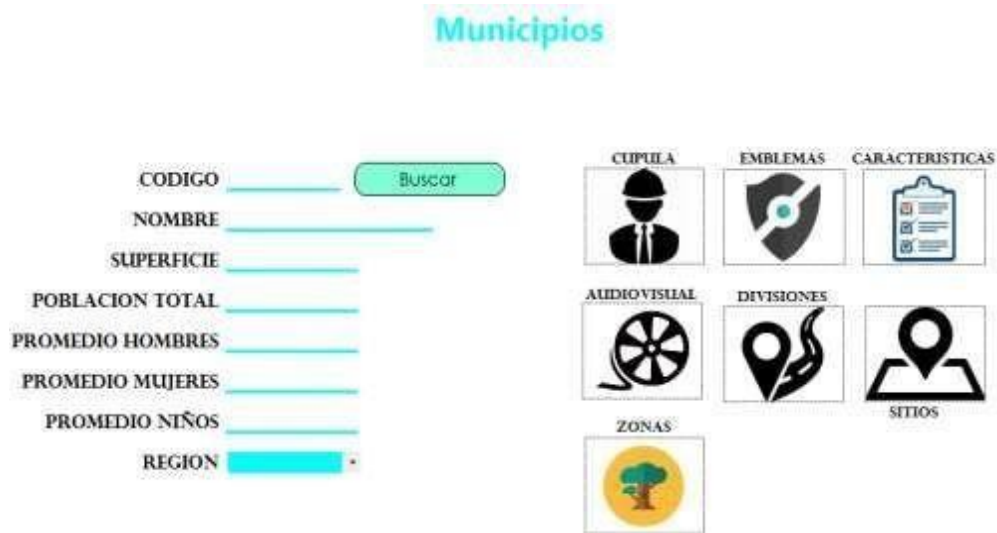 Municipios
CODIGO
Buscar
NOMBRE
SUPERFICIE
POBLACION TOTAL
PROMEDIO HOMBRES
PROMEDIO MUJERES
PROMEDIO NIÑOS
REGION
CUPULA
EMBLEMAS
CARACTERISTICAS
AUDIOVISUAL
DIVISIONES
SITIOS
ZONAS